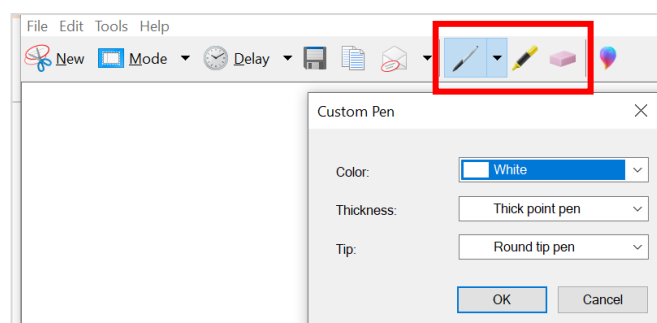 File Edit Tools Help
New Mode Delay
Custom Pen
Color: White
Thickness: Thick point pen
Tip: Round tip pen
OK Cancel